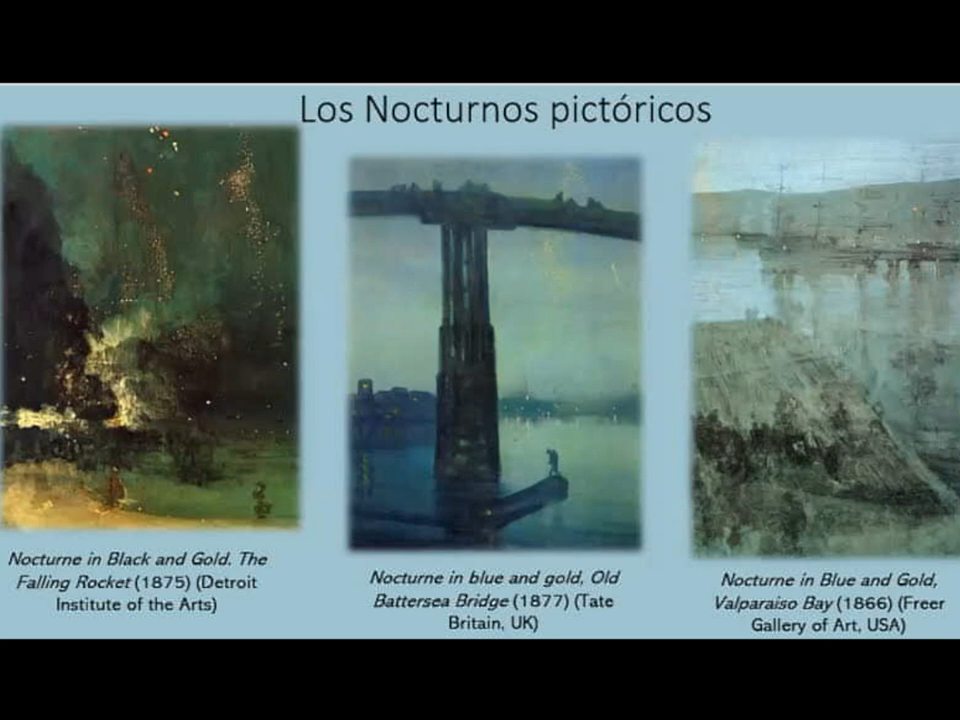 Los Nocturnos pictóricos
Nocturne in Black and Gold. The
Falling Rocket (1875) (Detroit
Institute of the Arts)
Nocturne in blue and gold, Old
Battersea Bridge (1877) (Tate
Britain, UK)
Nocturne in Blue and Gold,
Valparaiso Bay (1866) (Freer
Gallery of Art, USA)